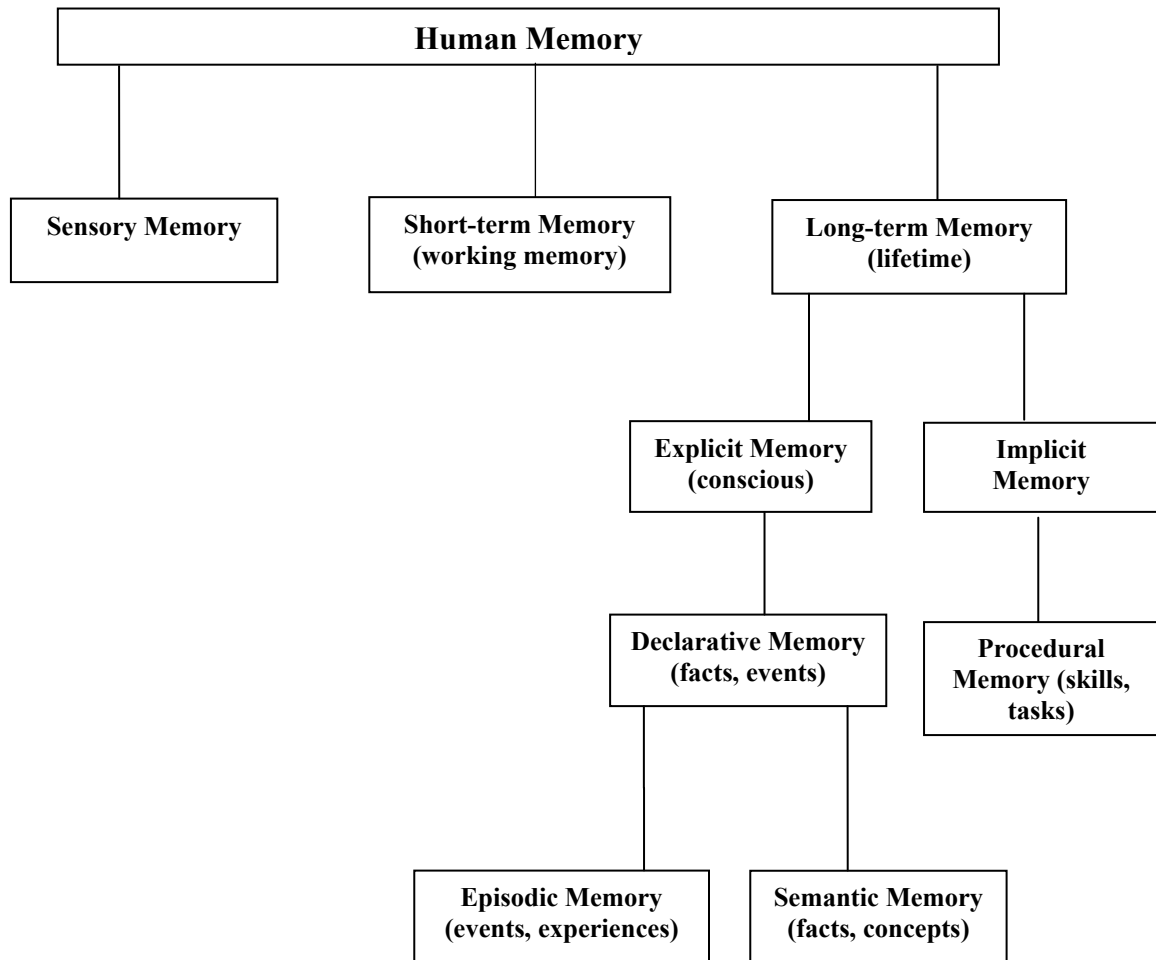 Human Memory
Sensory Memory
Short-term Memory
(working memory)
Long-term Memory
(lifetime)
Explicit Memory
(conscious)
Implicit
Memory
Declarative Memory
(facts, events)
Procedural
Memory (skills,
tasks)
Episodic Memory
(events, experiences)
Semantic Memory
(facts, concepts)